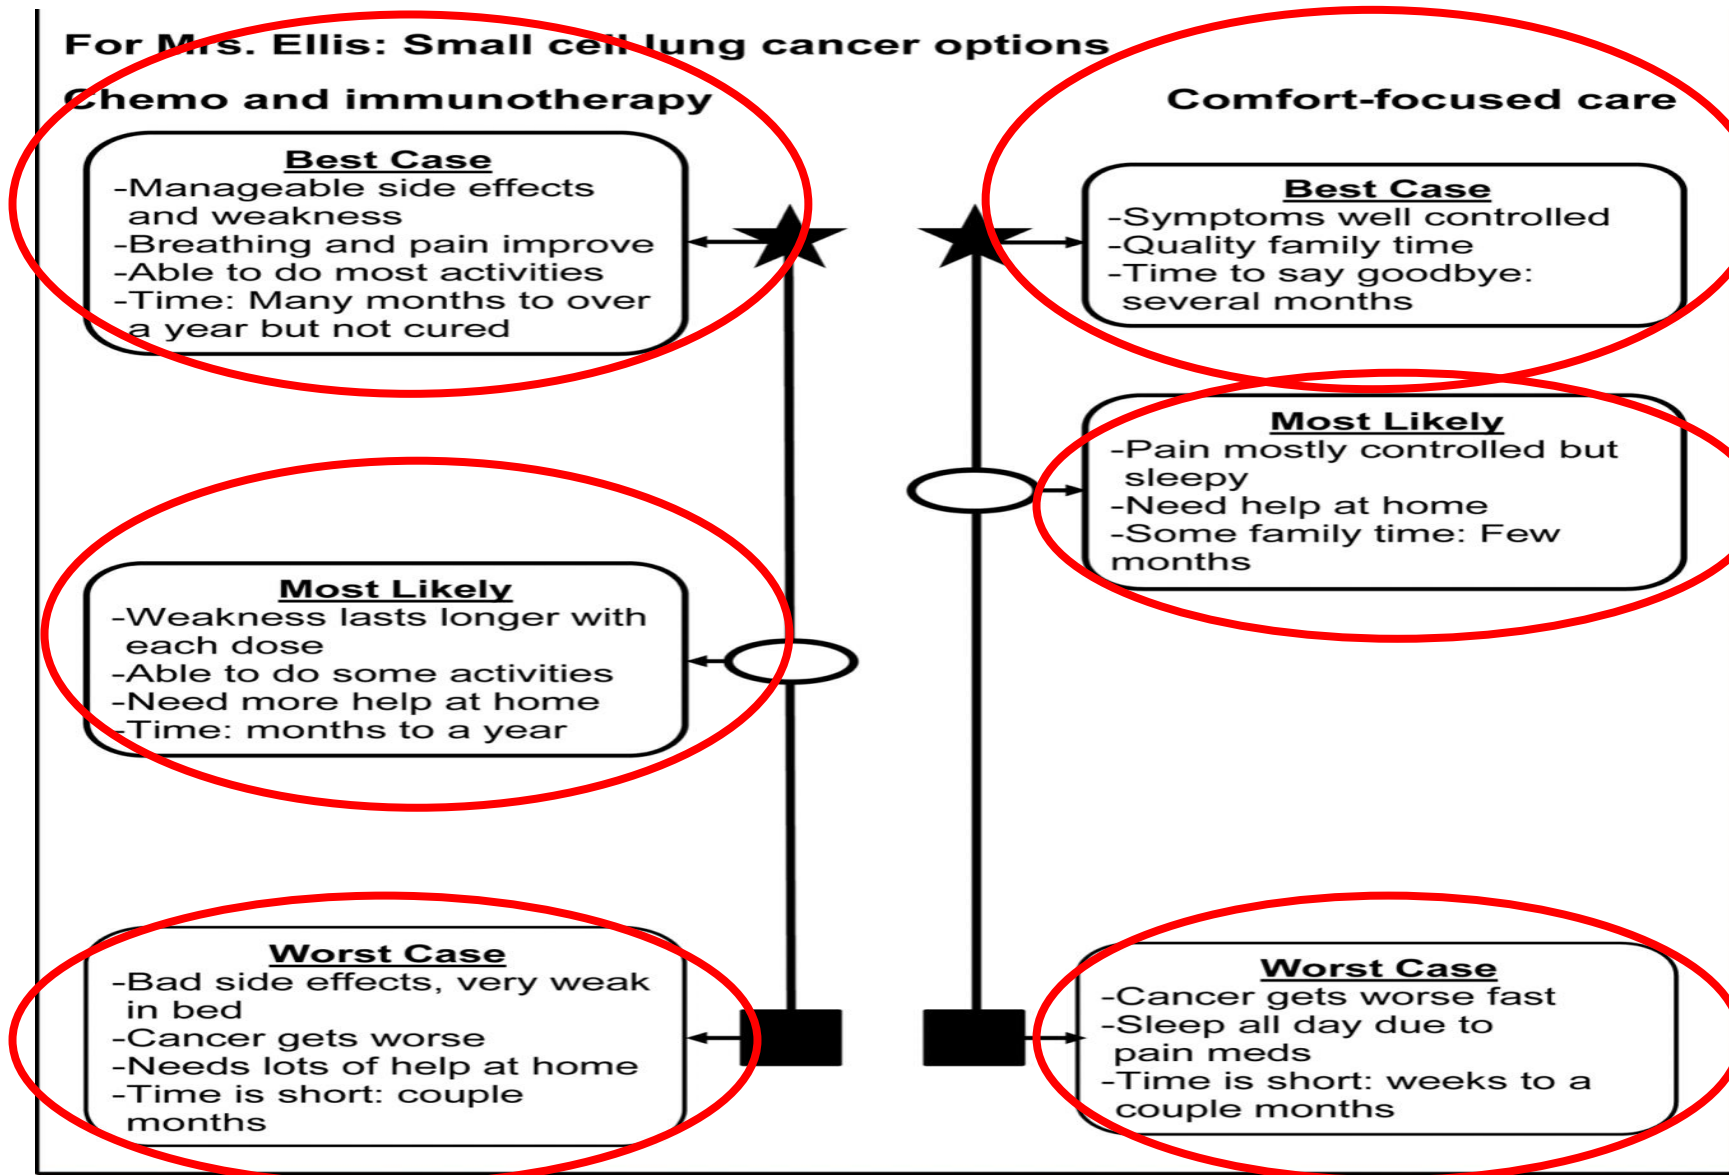 For Mrs. Ellis: Small cell lung cancer options
Chemo and immunotherapy
Best Case
-Manageable side effects
and weakness
-Breathing and pain improve
-Able to do most activities
-Time: Many months to over
a year but not cured
Most Likely
-Weakness lasts longer with
each dose
-Able to do some activities
-Need more help at home
-Time: months to a year
Worst Case
-Bad side effects, very weak
in bed
-Cancer gets worse
-Needs lots of help at home
-Time is short: couple
months
Comfort-focused care
Best Case
-Symptoms well controlled
-Quality family time
-Time to say goodbye:
several months
Most Likely
-Pain mostly controlled but
sleepy
-Need help at home
-Some family time: Few
months
Worst Case
-Cancer gets worse fast
-Sleep all day due to
pain meds
-Time is short: weeks to a
couple months